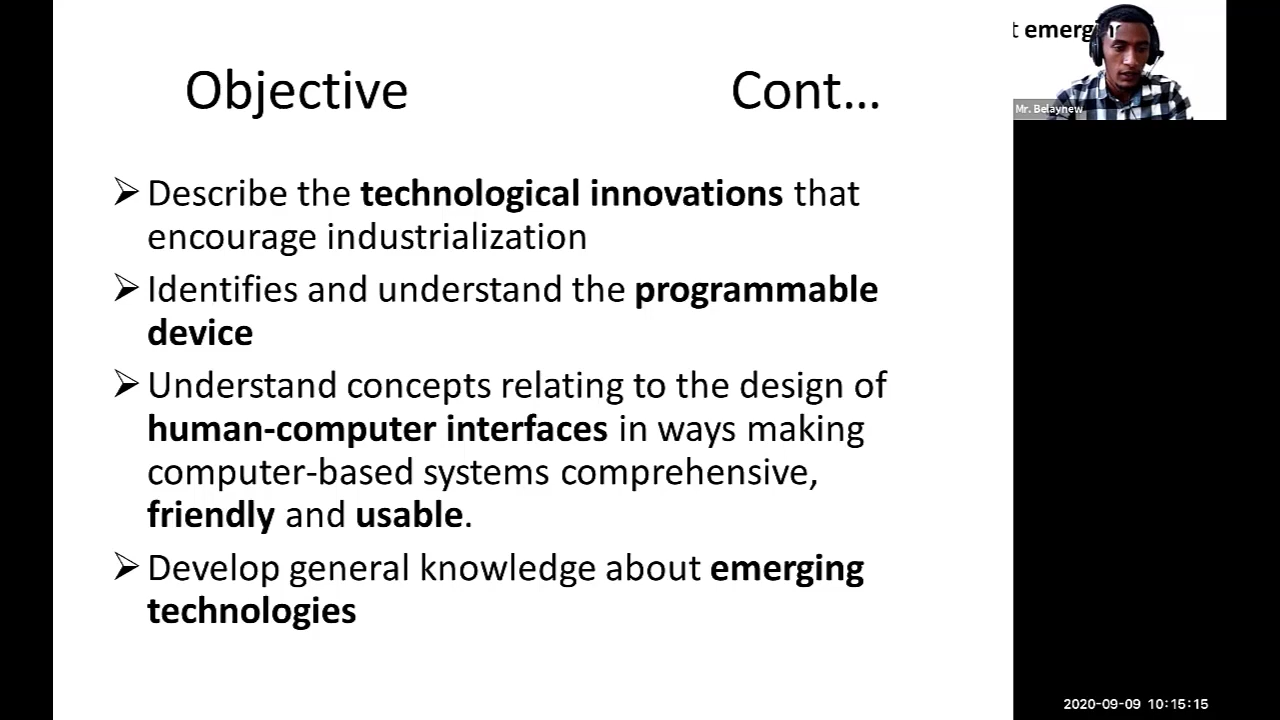 Objective Cont...
Describe the technological innovations that
encourage industrialization
Identifies and understand the programmable
device
Understand concepts relating to the design of
human-computer interfaces in ways making
computer-based systems comprehensive,
friendly and usable.
Develop general knowledge about emerging
technologies
t emergin
Mr. Belaynew
2020-09-09 10:15:15